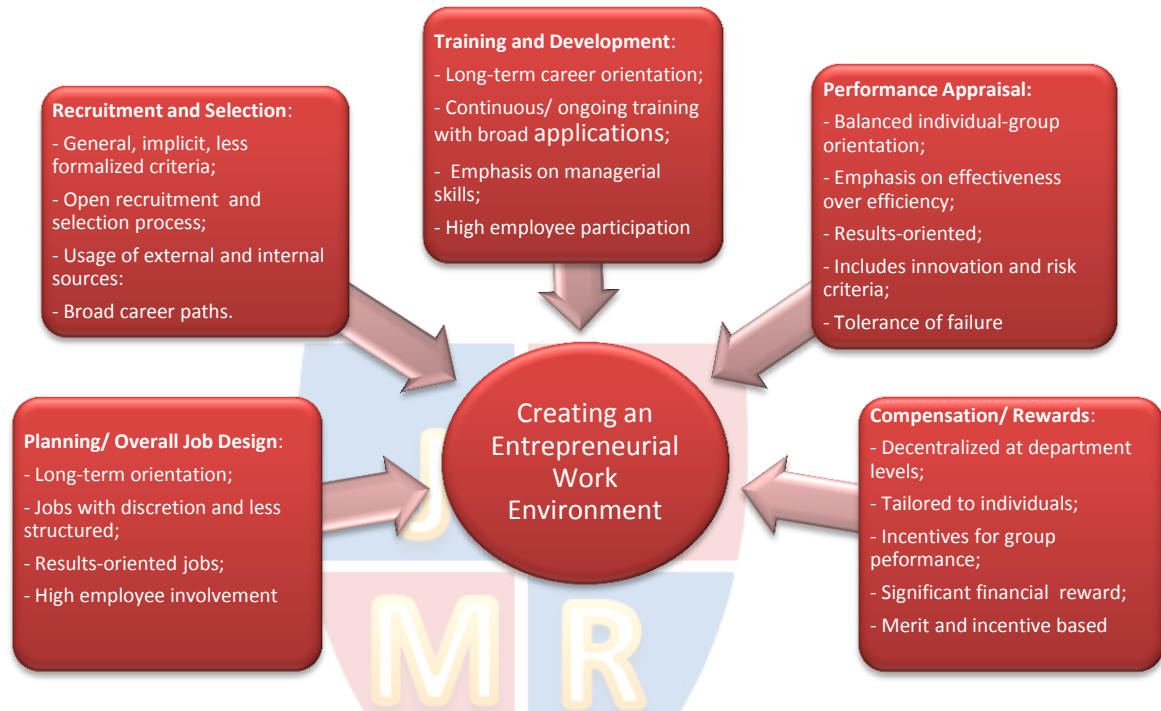 Training and Development:
- Long-term career orientation;
- Continuous/ ongoing training
with broad applications;
- Emphasis on managerial
skills;
- High employee participation
Recruitment and Selection:
- General, implicit, less
formalized criteria;
- Open recruitment and
selection process;
- Usage of external and internal
sources:
- Broad career paths.
Performance Appraisal:
- Balanced individual-group
orientation;
- Emphasis on effectiveness
over efficiency;
- Results-oriented;
- Includes innovation and risk
criteria;
- Tolerance of failure
Planning/ Overall Job Design:
- Long-term orientation;
- Jobs with discretion and less
structured;
- Results-oriented jobs;
- High employee involvement
Creating an
Entrepreneurial
Work
Environment
Compensation/ Rewards:
- Decentralized at department
levels;
- Tailored to individuals;
- Incentives for group
peformance;
- Significant financial reward;
- Merit and incentive based
J
M R